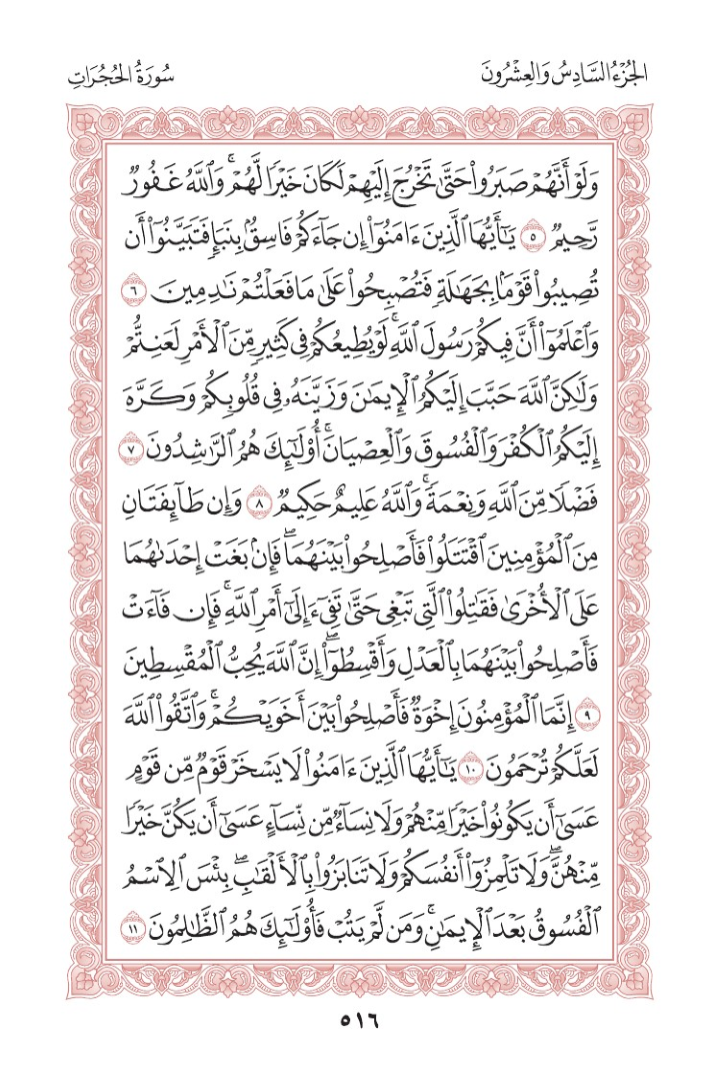 الجُزْءُ السَّادِسُ وَالعِشْرُونَ
سُورَةُ الحُجُرَاتِ
وَلَوۡ أَنَّهُمۡ صَبَرُواْ حَتَّىٰ تَخۡرُجَ إِلَيۡهِمۡ لَكَانَ خَيۡرٗا لَّهُمۡۚ وَٱللَّهُ غَفُورٞ
رَّحِيمٞ ٥ يَٰٓأَيُّهَا ٱلَّذِينَ ءَامَنُوٓاْ إِن جَآءَكُمۡ فَاسِقُۢ بِنَبَإٖ فَتَبَيَّنُوٓاْ أَن
تُصِيبُواْ قَوۡمَۢا بِجَهَٰلَةٖ فَتُصۡبِحُواْ عَلَىٰ مَا فَعَلۡتُمۡ نَٰدِمِينَ ٦
وَٱعۡلَمُوٓاْ أَنَّ فِيكُمۡ رَسُولَ ٱللَّهِۚ لَوۡ يُطِيعُكُمۡ فِي كَثِيرٖ مِّنَ ٱلۡأَمۡرِ لَعَنِتُّمۡ
وَلَٰكِنَّ ٱللَّهَ حَبَّبَ إِلَيۡكُمُ ٱلۡإِيمَٰنَ وَزَيَّنَهُۥ فِي قُلُوبِكُمۡ وَكَرَّهَ
إِلَيۡكُمُ ٱلۡكُفۡرَ وَٱلۡفُسُوقَ وَٱلۡعِصۡيَانَۚ أُوْلَٰٓئِكَ هُمُ ٱلرَّٰشِدُونَ ٧
فَضۡلٗا مِّنَ ٱللَّهِ وَنِعۡمَةٗۚ وَٱللَّهُ عَلِيمٌ حَكِيمٞ ٨ وَإِن طَآئِفَتَانِ
مِنَ ٱلۡمُؤۡمِنِينَ ٱقۡتَتَلُواْ فَأَصۡلِحُواْ بَيۡنَهُمَاۖ فَإِنۢ بَغَتۡ إِحۡدَىٰهُمَا
عَلَى ٱلۡأُخۡرَىٰ فَقَٰتِلُواْ ٱلَّتِي تَبۡغِي حَتَّىٰ تَفِيٓءَ إِلَىٰٓ أَمۡرِ ٱللَّهِۚ فَإِن فَآءَتۡ
فَأَصۡلِحُواْ بَيۡنَهُمَا بِٱلۡعَدۡلِ وَأَقۡسِطُوٓاْۖ إِنَّ ٱللَّهَ يُحِبُّ ٱلۡمُقۡسِطِينَ
٩ إِنَّمَا ٱلۡمُؤۡمِنُونَ إِخۡوَةٞ فَأَصۡلِحُواْ بَيۡنَ أَخَوَيۡكُمۡۚ وَٱتَّقُواْ ٱللَّهَ
لَعَلَّكُمۡ تُرۡحَمُونَ ١٠ يَٰٓأَيُّهَا ٱلَّذِينَ ءَامَنُواْ لَا يَسۡخَرۡ قَوۡمٞ مِّن قَوۡمٍ
عَسَىٰٓ أَن يَكُونُواْ خَيۡرٗا مِّنۡهُمۡ وَلَا نِسَآءٞ مِّن نِّسَآءٍ عَسَىٰٓ أَن يَكُنَّ خَيۡرٗا
مِّنۡهُنَّۖ وَلَا تَلۡمِزُوٓاْ أَنفُسَكُمۡ وَلَا تَنَابَزُواْ بِٱلۡأَلۡقَٰبِۖ بِئۡسَ ٱلِٱسۡمُ
ٱلۡفُسُوقُ بَعۡدَ ٱلۡإِيمَٰنِۚ وَمَن لَّمۡ يَتُبۡ فَأُوْلَٰٓئِكَ هُمُ ٱلظَّٰلِمُونَ ١١
٥١٦